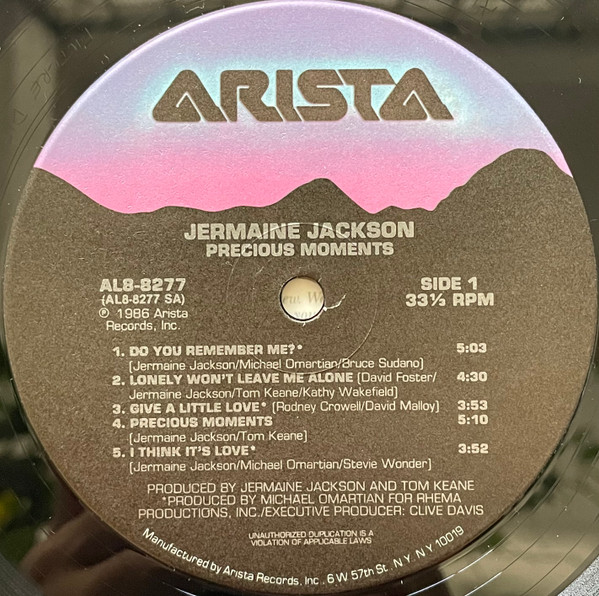 ARISTA
JERMAINE JACKSON
PRECIOUS MOMENTS
AL8-8277
(AL8-8277 SA)
Ⓟ 1986 Arista
Records, Inc.
SIDE 1
33⅓ RPM
1. DO YOU REMEMBER ME?* 5:03
(Jermaine Jackson/Michael Omartian/Bruce Sudano)
2. LONELY WON'T LEAVE ME ALONE (David Foster/ 4:30
Jermaine Jackson/Tom Keane/Kathy Wakefield)
3. GIVE A LITTLE LOVE* (Rodney Crowell/David Malloy) 3:53
4. PRECIOUS MOMENTS 5:10
(Jermaine Jackson/Tom Keane)
5. I THINK IT'S LOVE* 3:52
(Jermaine Jackson/Michael Omartian/Stevie Wonder)
PRODUCED BY JERMAINE JACKSON AND TOM KEANE
*PRODUCED BY MICHAEL OMARTIAN FOR RHEMA
PRODUCTIONS, INC./EXECUTIVE PRODUCER: CLIVE DAVIS
UNAUTHORIZED DUPLICATION IS A
VIOLATION OF APPLICABLE LAWS
Manufactured by Arista Records, Inc. 6 W 57th St., N.Y. N.Y 10019